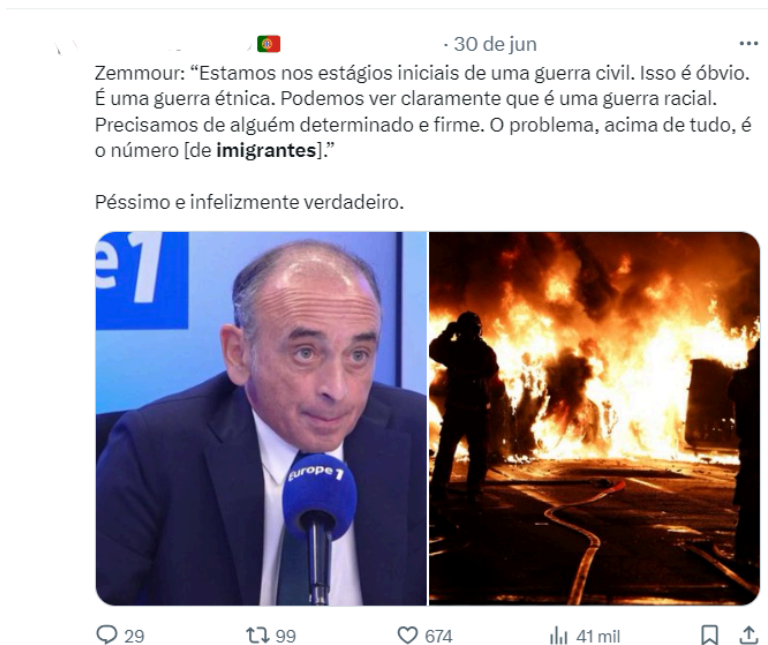 · 30 de jun
Zemmour: “Estamos nos estágios iniciais de uma guerra civil. Isso é óbvio.
É uma guerra étnica. Podemos ver claramente que é uma guerra racial.
Precisamos de alguém determinado e firme. O problema, acima de tudo, é
o número [de imigrantes].”
Péssimo e infelizmente verdadeiro.
e1
Europe 1
29
99
674
41 mil